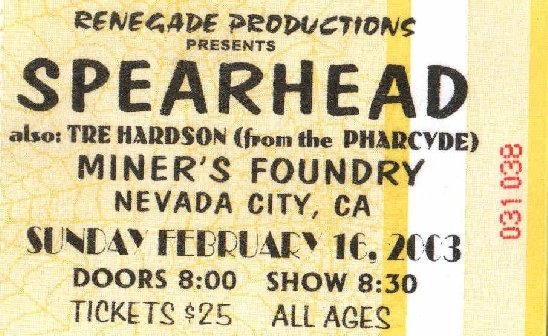 RENEGADE PRODUCTIONS
PRESENTS
SPEARHEAD
also: TRE HARDSON (from the PHARCYDE)
MINER'S FOUNDRY
NEVADA CITY, CA
SUNDAY FEBRUARY 16, 2003
DOORS 8:00 SHOW 8:30
TICKETS $25 ALL AGES
031038